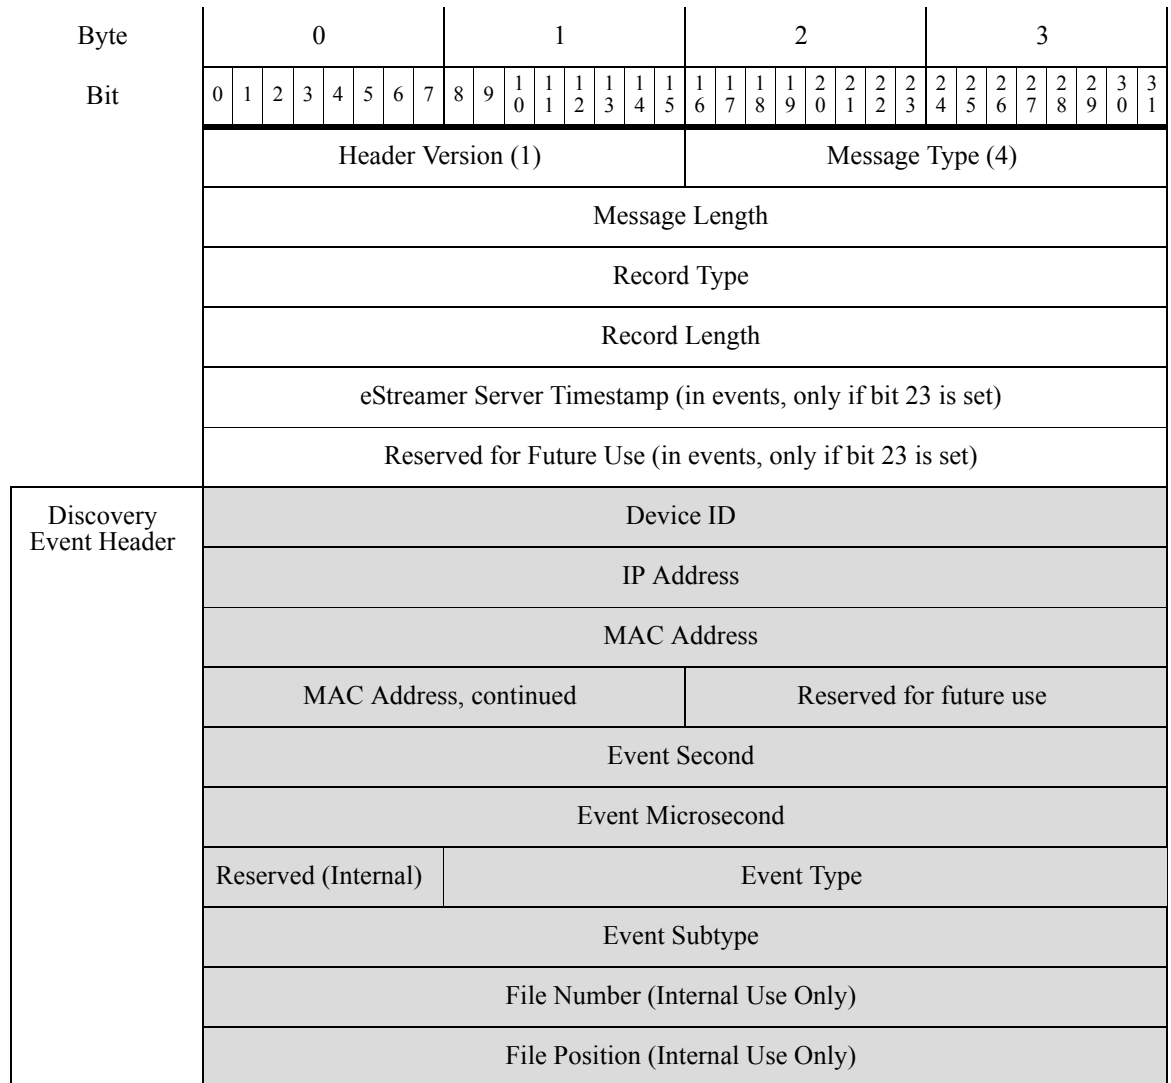 Byte 0 1 2 3
Bit 0 1 2 3 4 5 6 7 8 9 10 11 12 13 14 15 16 17 18 19 20 21 22 23 24 25 26 27 28 29 30 31
Header Version (1) Message Type (4)
Message Length
Record Type
Record Length
eStreamer Server Timestamp (in events, only if bit 23 is set)
Reserved for Future Use (in events, only if bit 23 is set)
Discovery Event Header
Device ID
IP Address
MAC Address
MAC Address, continued Reserved for future use
Event Second
Event Microsecond
Reserved (Internal) Event Type
Event Subtype
File Number (Internal Use Only)
File Position (Internal Use Only)